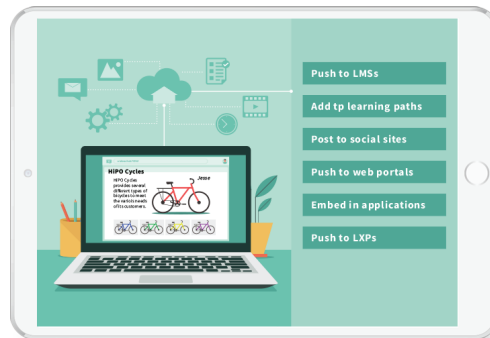 HiPO Cycles
HiPO Cycles
provides several
different types of
bicycles to meet
the variois needs
of its customers.
Jesse
Push to LMSs
Add tp learning paths
Post to social sites
Push to web portals
Embed in applications
Push to LXPs